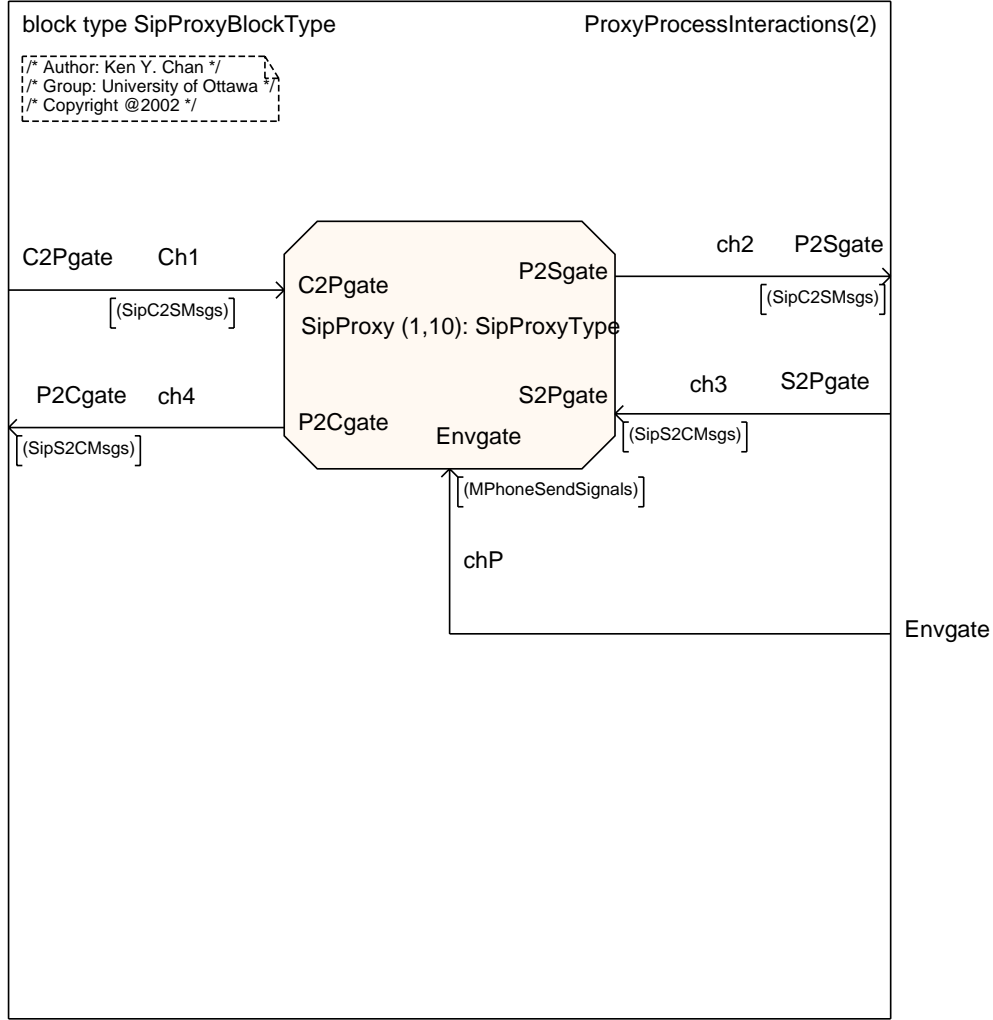 block type SipProxyBlockType
ProxyProcessInteractions(2)
/* Author: Ken Y. Chan */
/* Group: University of Ottawa */
/* Copyright @2002 */
C2Pgate
Ch1
(SipC2SMsgs)
ch2
P2Sgate
(SipC2SMsgs)
C2Pgate
P2Sgate
SipProxy (1,10): SipProxyType
P2Cgate
ch4
(SipS2CMsgs)
P2Cgate
S2Pgate
Envgate
ch3
S2Pgate
(SipS2CMsgs)
(MPhoneSendSignals)
chP
Envgate